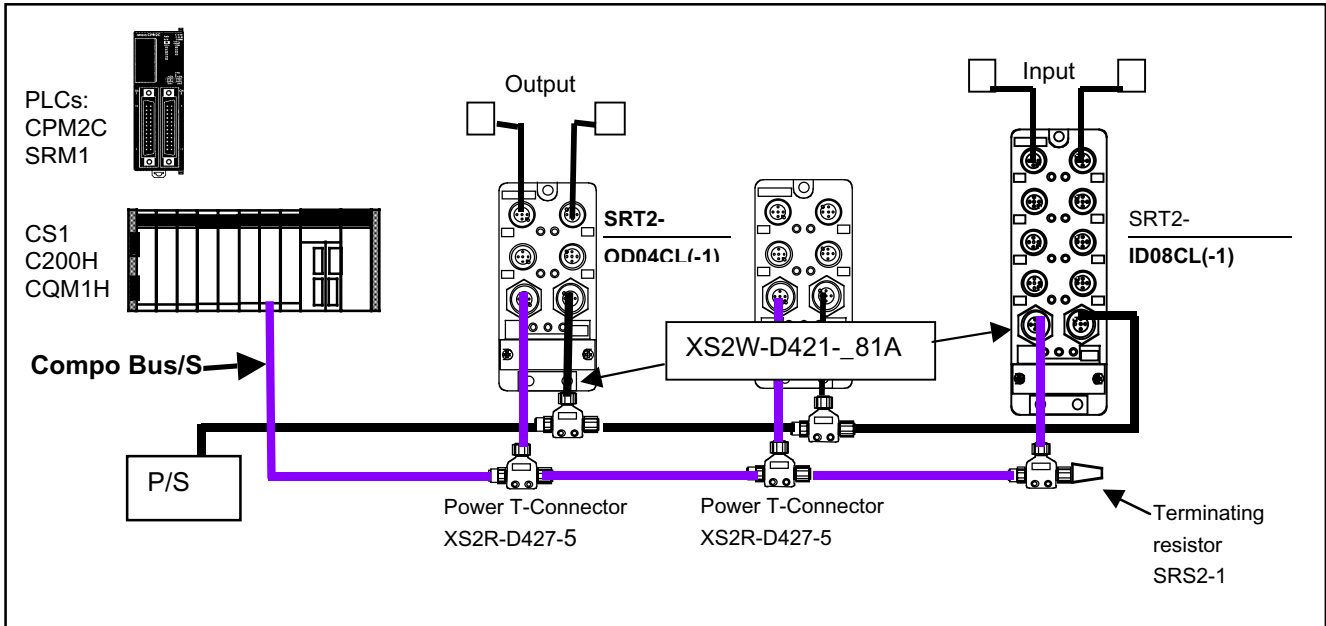 PLCs:
CPM2C
SRM1
CS1
C200H
CQM1H
Compo Bus/S
P/S
Output
SRT2-
OD04CL(-1)
Input
SRT2-
ID08CL(-1)
XS2W-D421-_81A
Power T-Connector
XS2R-D427-5
Power T-Connector
XS2R-D427-5
Terminating
resistor
SRS2-1